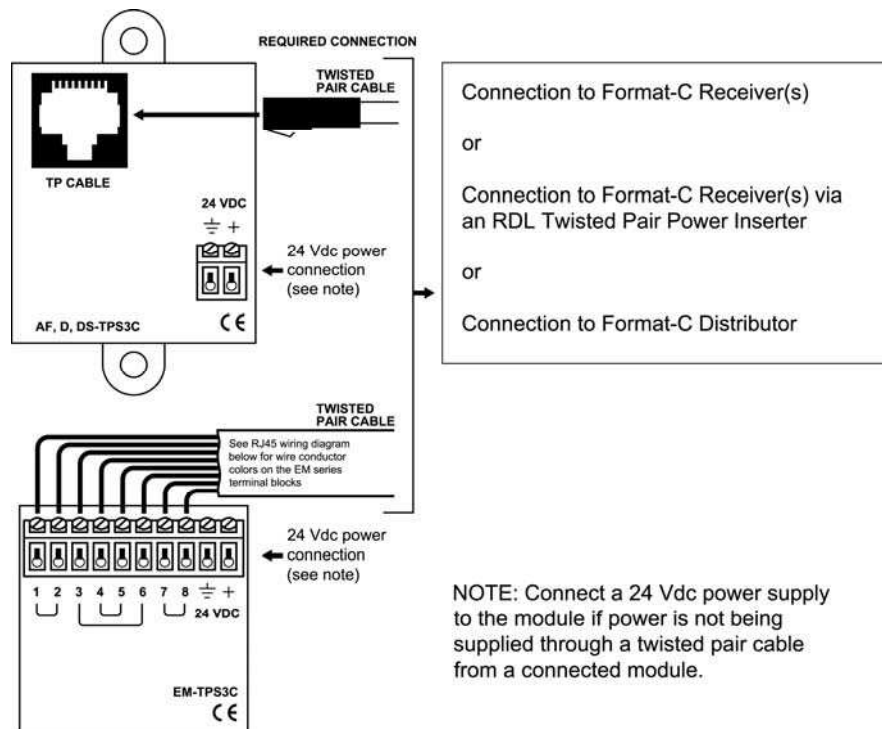 REQUIRED CONNECTION
TWISTED
PAIR CABLE
TP CABLE
24 VDC
+
24 Vdc power
connection
(see note)
AF, D, DS-TPS3C
CE
Connection to Format-C Receiver(s)
or
Connection to Format-C Receiver(s) via
an RDL Twisted Pair Power Inserter
or
Connection to Format-C Distributor
TWISTED
PAIR CABLE
See RJ45 wiring diagram
below for wire conductor
colors on the EM series
terminal blocks
24 Vdc power
connection
(see note)
1 2 3 4 5 6 7 8 +
24 VDC
EM-TPS3C
CE
NOTE: Connect a 24 Vdc power supply
to the module if power is not being
supplied through a twisted pair cable
from a connected module.